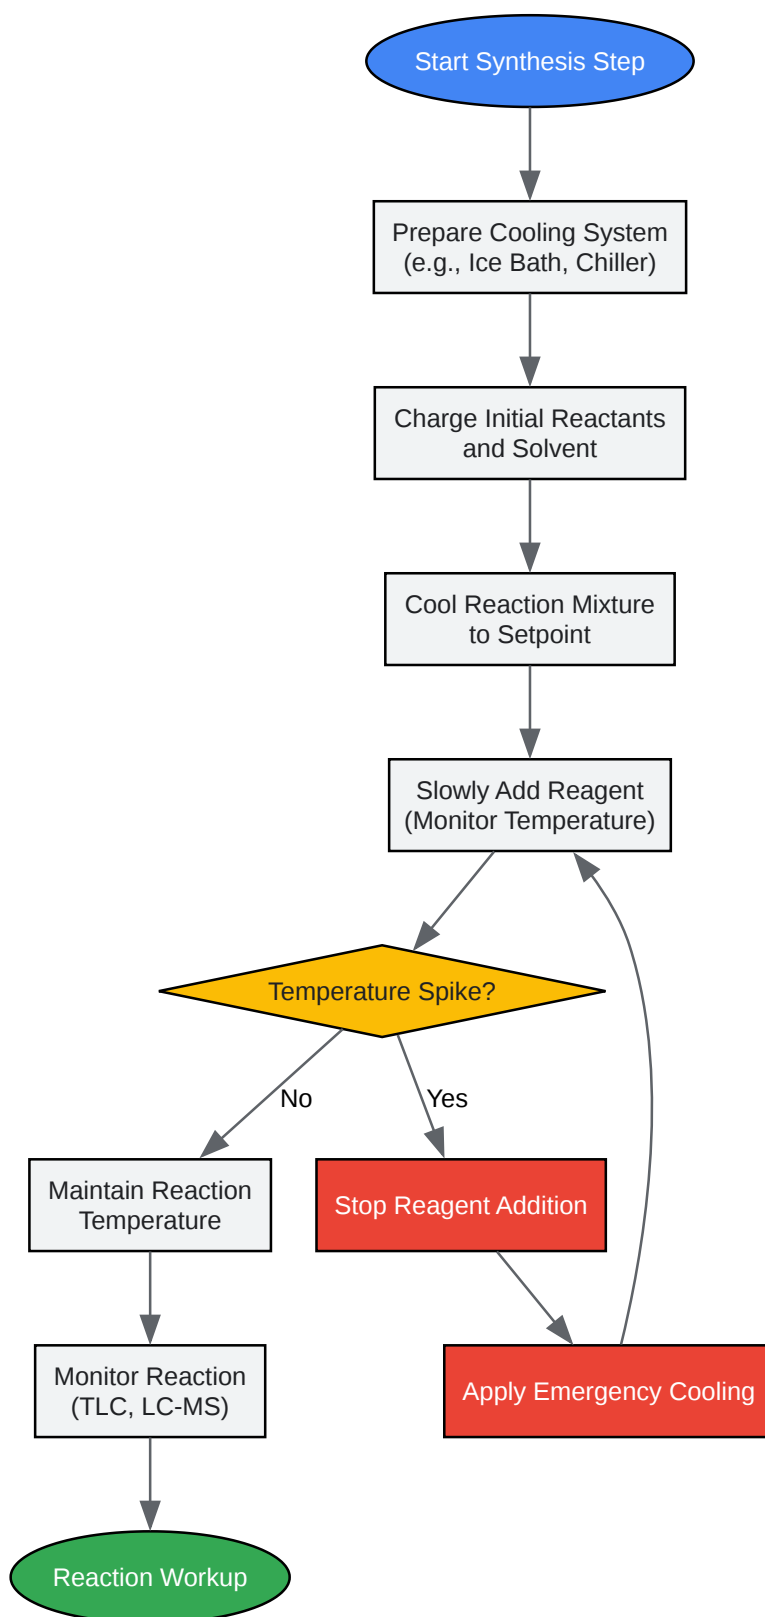 Start Synthesis Step
Prepare Cooling System
(e.g., Ice Bath, Chiller)
Charge Initial Reactants
and Solvent
Cool Reaction Mixture
to Setpoint
Slowly Add Reagent
(Monitor Temperature)
Temperature Spike?
No
Yes
Maintain Reaction
Temperature
Stop Reagent Addition
Monitor Reaction
(TLC, LC-MS)
Apply Emergency Cooling
Reaction Workup